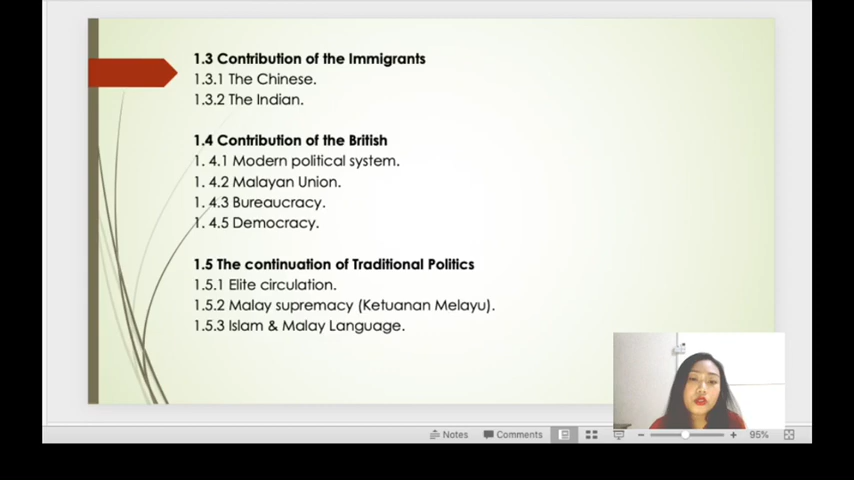 1.3 Contribution of the Immigrants
1.3.1 The Chinese.
1.3.2 The Indian.
1.4 Contribution of the British
1. 4.1 Modern political system.
1. 4.2 Malayan Union.
1. 4.3 Bureaucracy.
1. 4.5 Democracy.
1.5 The continuation of Traditional Politics
1.5.1 Elite circulation.
1.5.2 Malay supremacy (Ketuanan Melayu).
1.5.3 Islam & Malay Language.
Notes Comments 95%